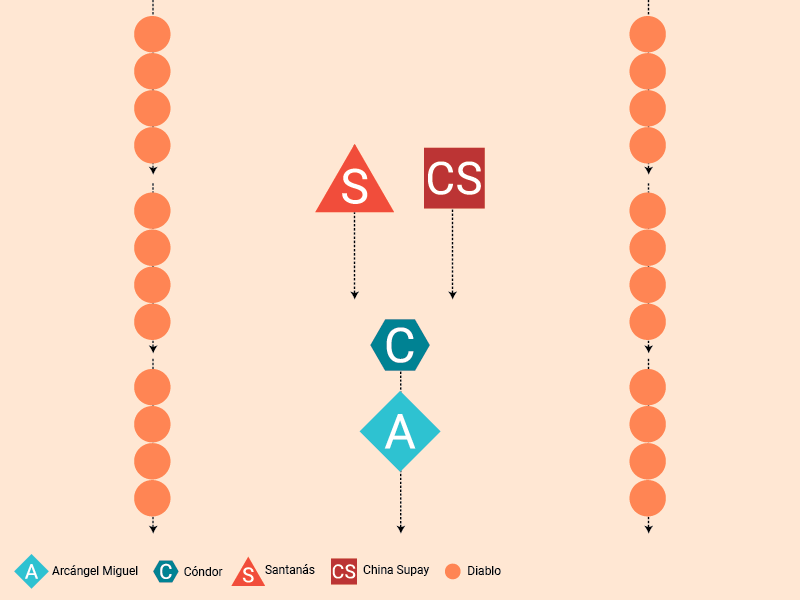 S
CS
C
A
A Arcángel Miguel
C Cóndor
S Santanás
CS China Supay
Diablo